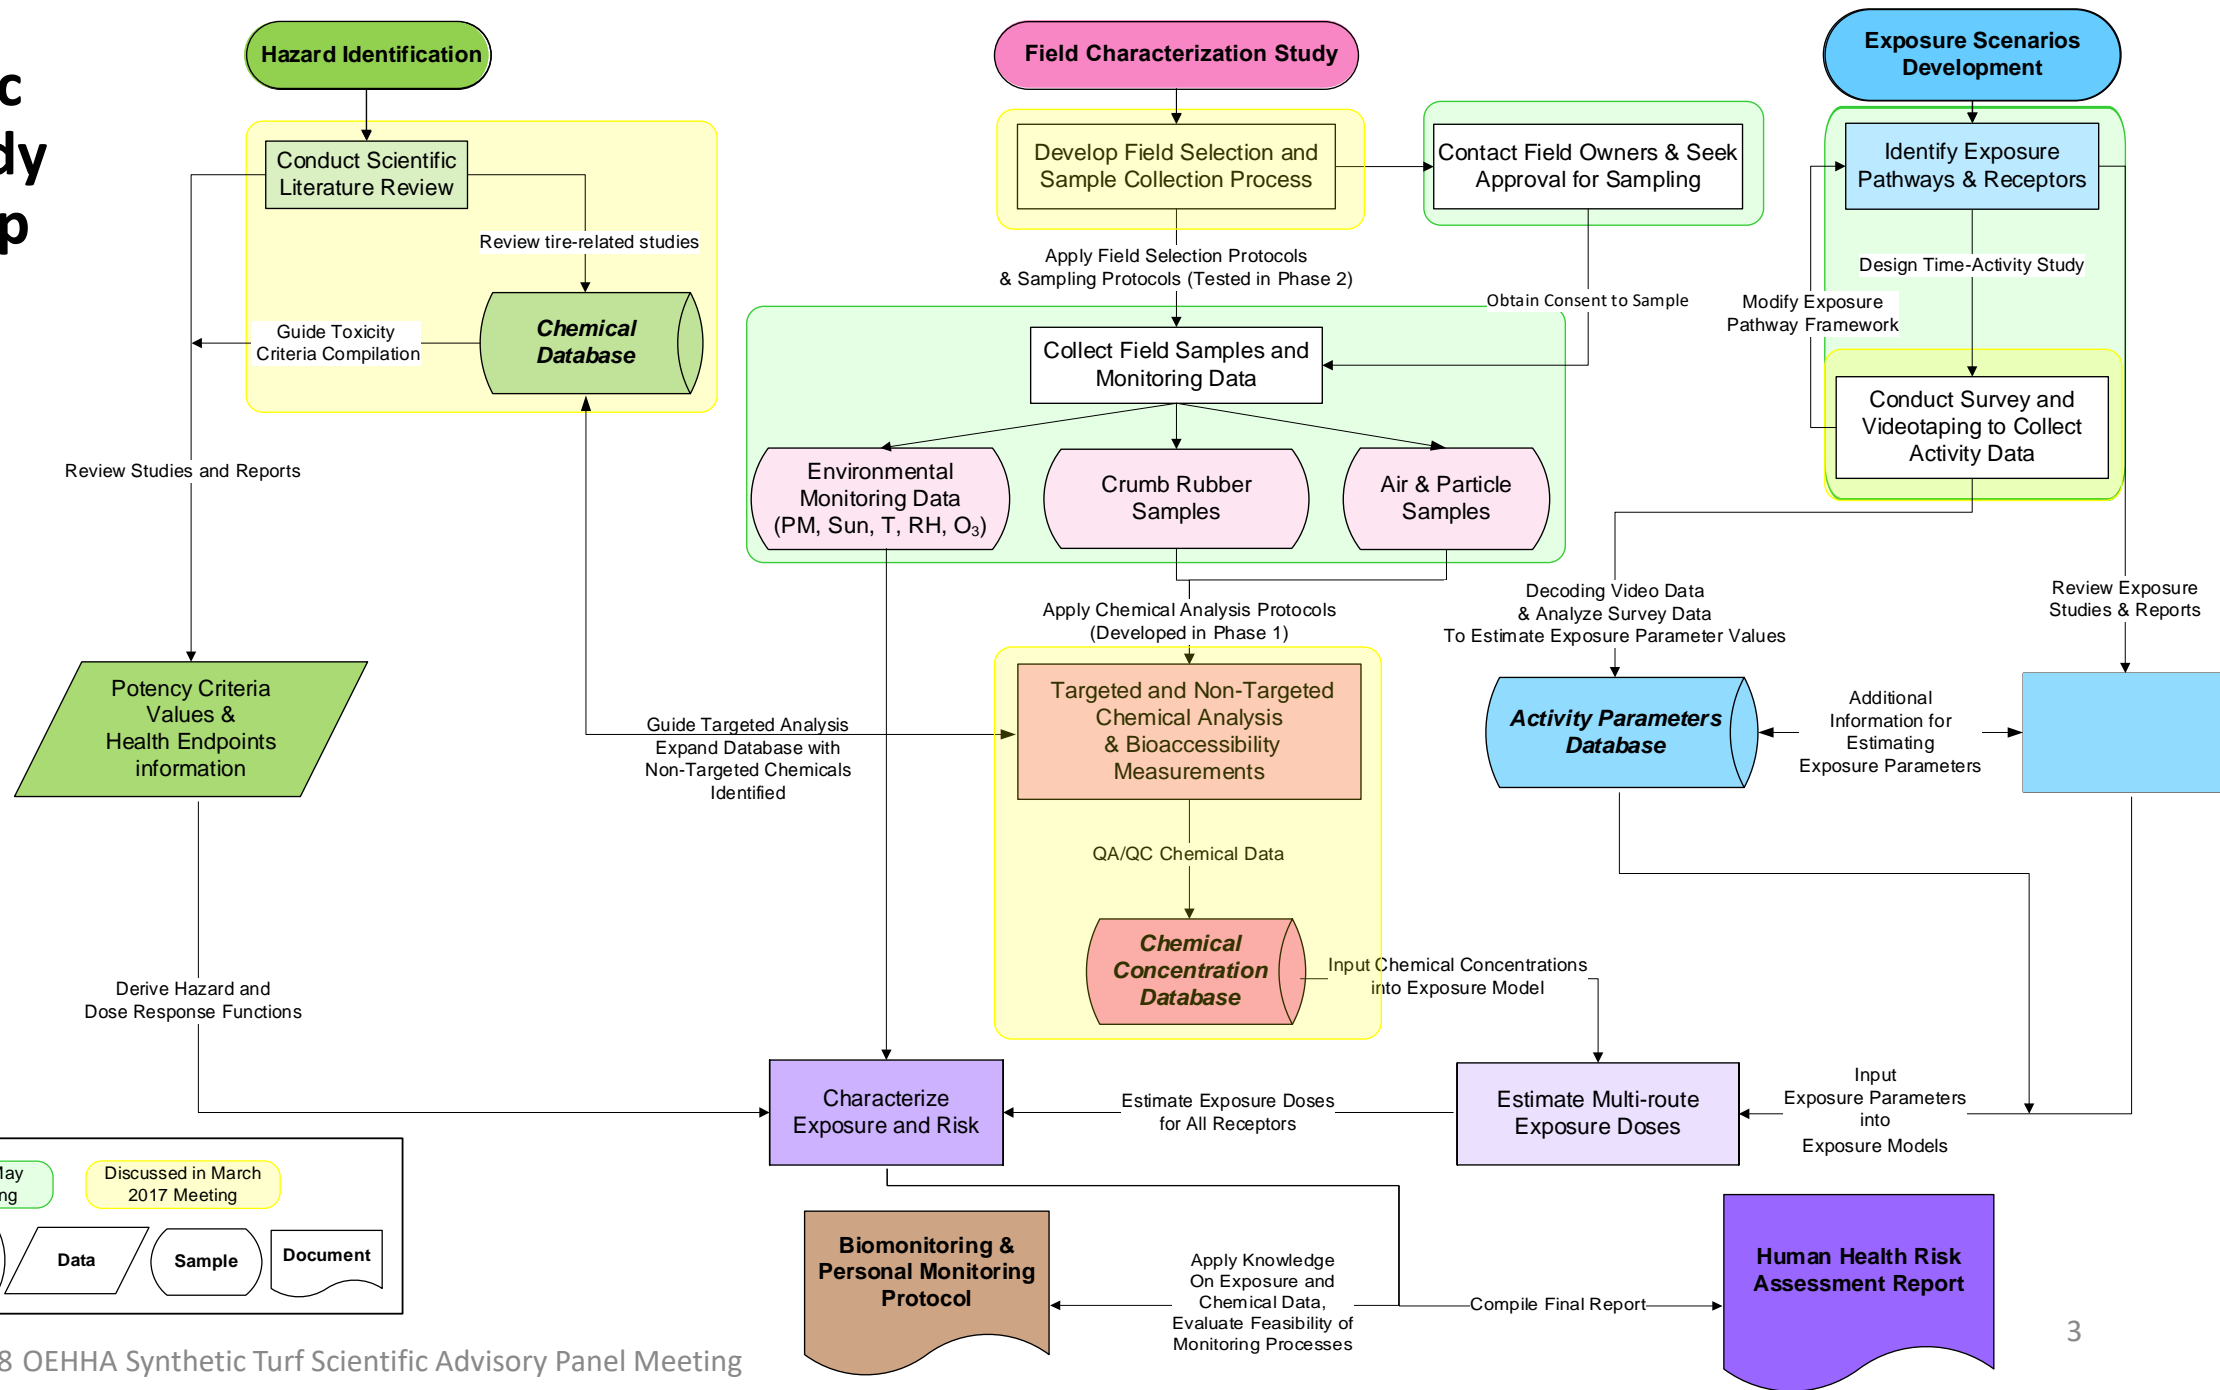 Hazard Identification
Field Characterization Study
Exposure Scenarios
Development
Conduct Scientific
Literature Review
Develop Field Selection and
Sample Collection Process
Contact Field Owners & Seek
Approval for Sampling
Identify Exposure
Pathways & Receptors
Review tire-related studies
Apply Field Selection Protocols
& Sampling Protocols (Tested in Phase 2)
Obtain Consent to Sample
Design Time-Activity Study
Modify Exposure
Pathway Framework
Guide Toxicity
Criteria Compilation
Chemical
Database
Collect Field Samples and
Monitoring Data
Conduct Survey and
Videotaping to Collect
Activity Data
Review Studies and Reports
Environmental
Monitoring Data
(PM, Sun, T, RH, O₃)
Crumb Rubber
Samples
Air & Particle
Samples
Apply Chemical Analysis Protocols
(Developed in Phase 1)
Decoding Video Data
& Analyze Survey Data
To Estimate Exposure Parameter Values
Review Exposure
Studies & Reports
Potency Criteria
Values &
Health Endpoints
information
Guide Targeted Analysis
Expand Database with
Non-Targeted Chemicals
Identified
Targeted and Non-Targeted
Chemical Analysis
& Bioaccessibility
Measurements
Activity Parameters
Database
Additional
Information for
Estimating
Exposure Parameters
QA/QC Chemical Data
Chemical
Concentration
Database
Input Chemical Concentrations
into Exposure Model
Derive Hazard and
Dose Response Functions
Characterize
Exposure and Risk
Estimate Exposure Doses
for All Receptors
Estimate Multi-route
Exposure Doses
Input
Exposure Parameters
into
Exposure Models
Discussed in March
2017 Meeting
Data
Sample
Document
Biomonitoring &
Personal Monitoring
Protocol
Apply Knowledge
On Exposure and
Chemical Data,
Evaluate Feasibility of
Monitoring Processes
Compile Final Report
Human Health Risk
Assessment Report
8 OEHHA Synthetic Turf Scientific Advisory Panel Meeting
3